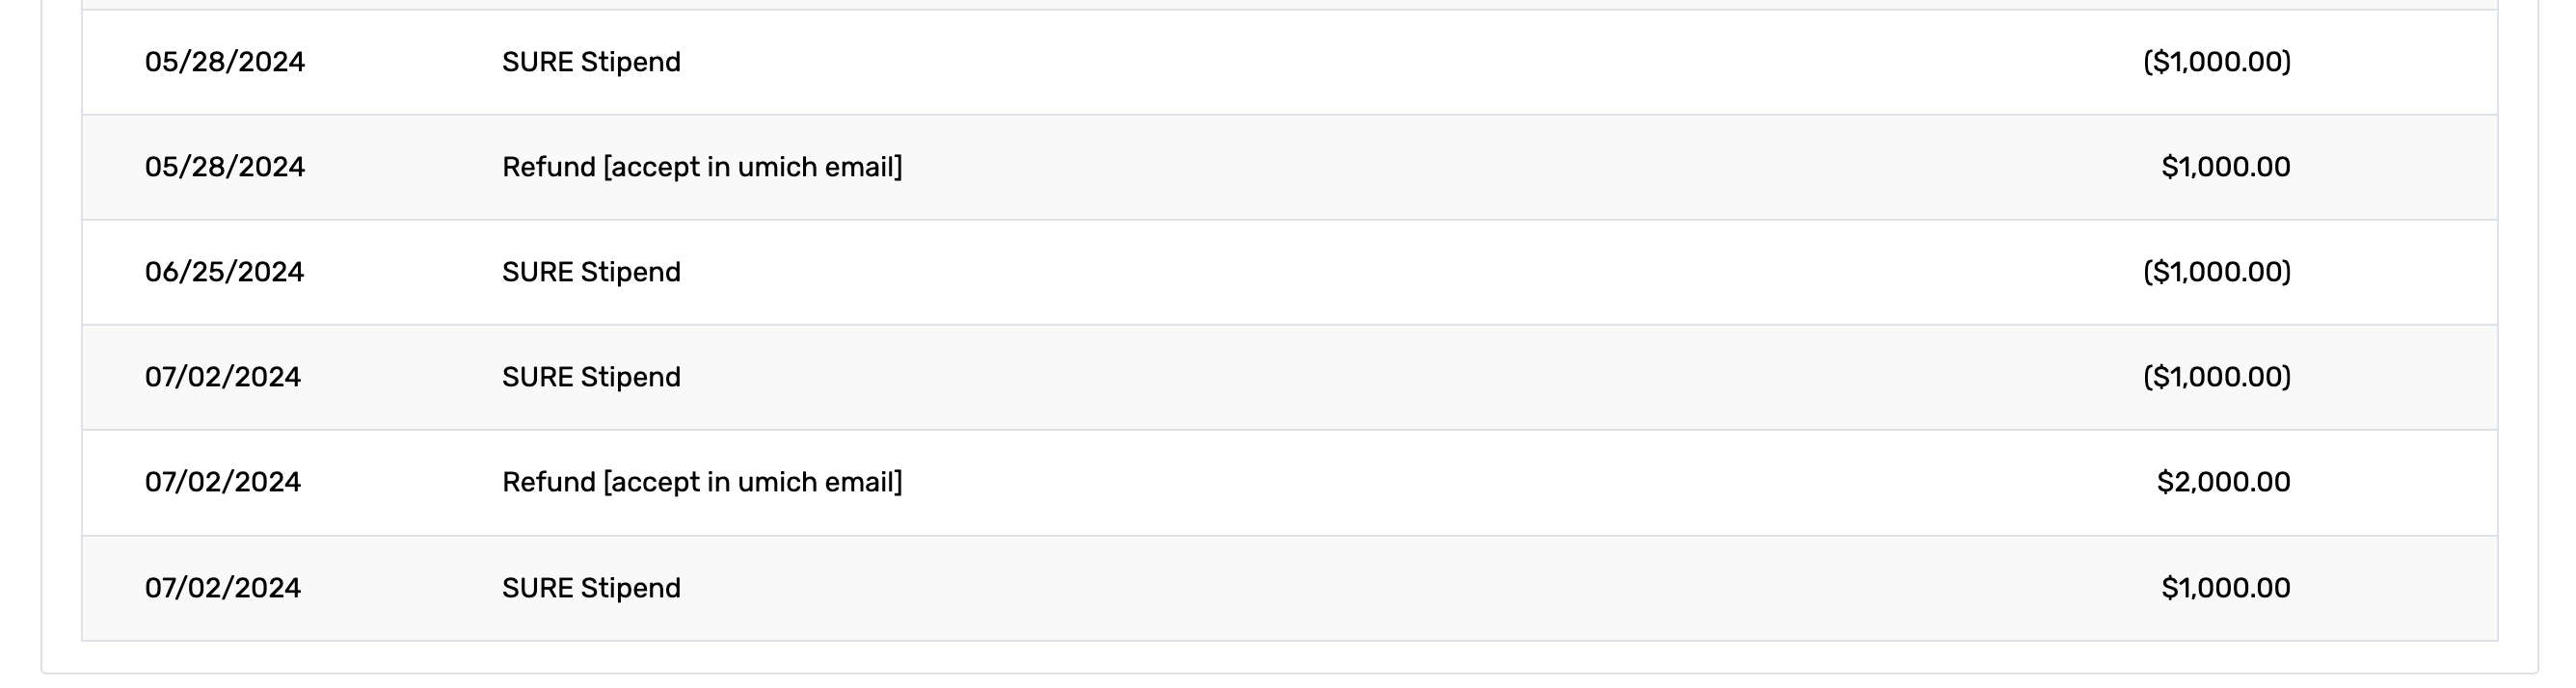 05/28/2024 SURE Stipend ($1,000.00)
05/28/2024 Refund [accept in umich email] $1,000.00
06/25/2024 SURE Stipend ($1,000.00)
07/02/2024 SURE Stipend ($1,000.00)
07/02/2024 Refund [accept in umich email] $2,000.00
07/02/2024 SURE Stipend $1,000.00